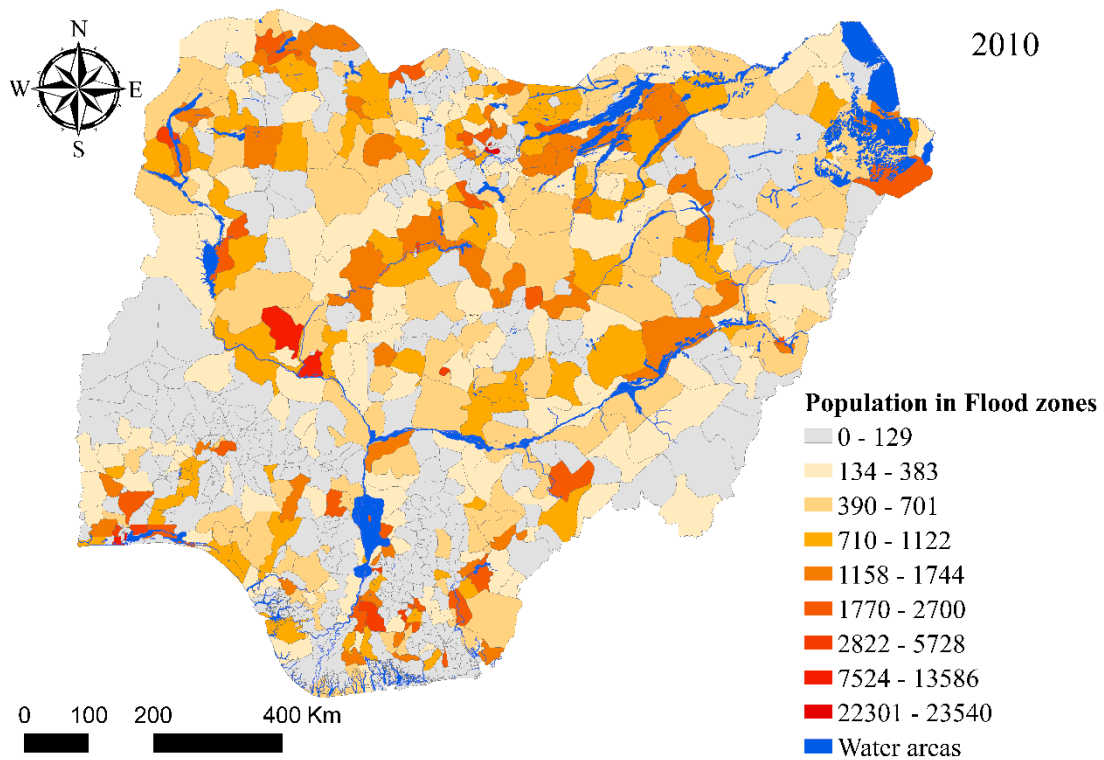 N
2010
W
E
S
Population in Flood zones
0 - 129
134 - 383
390 - 701
710 - 1122
1158 - 1744
1770 - 2700
2822 - 5728
7524 - 13586
22301 - 23540
Water areas
0 100 200 400 Km